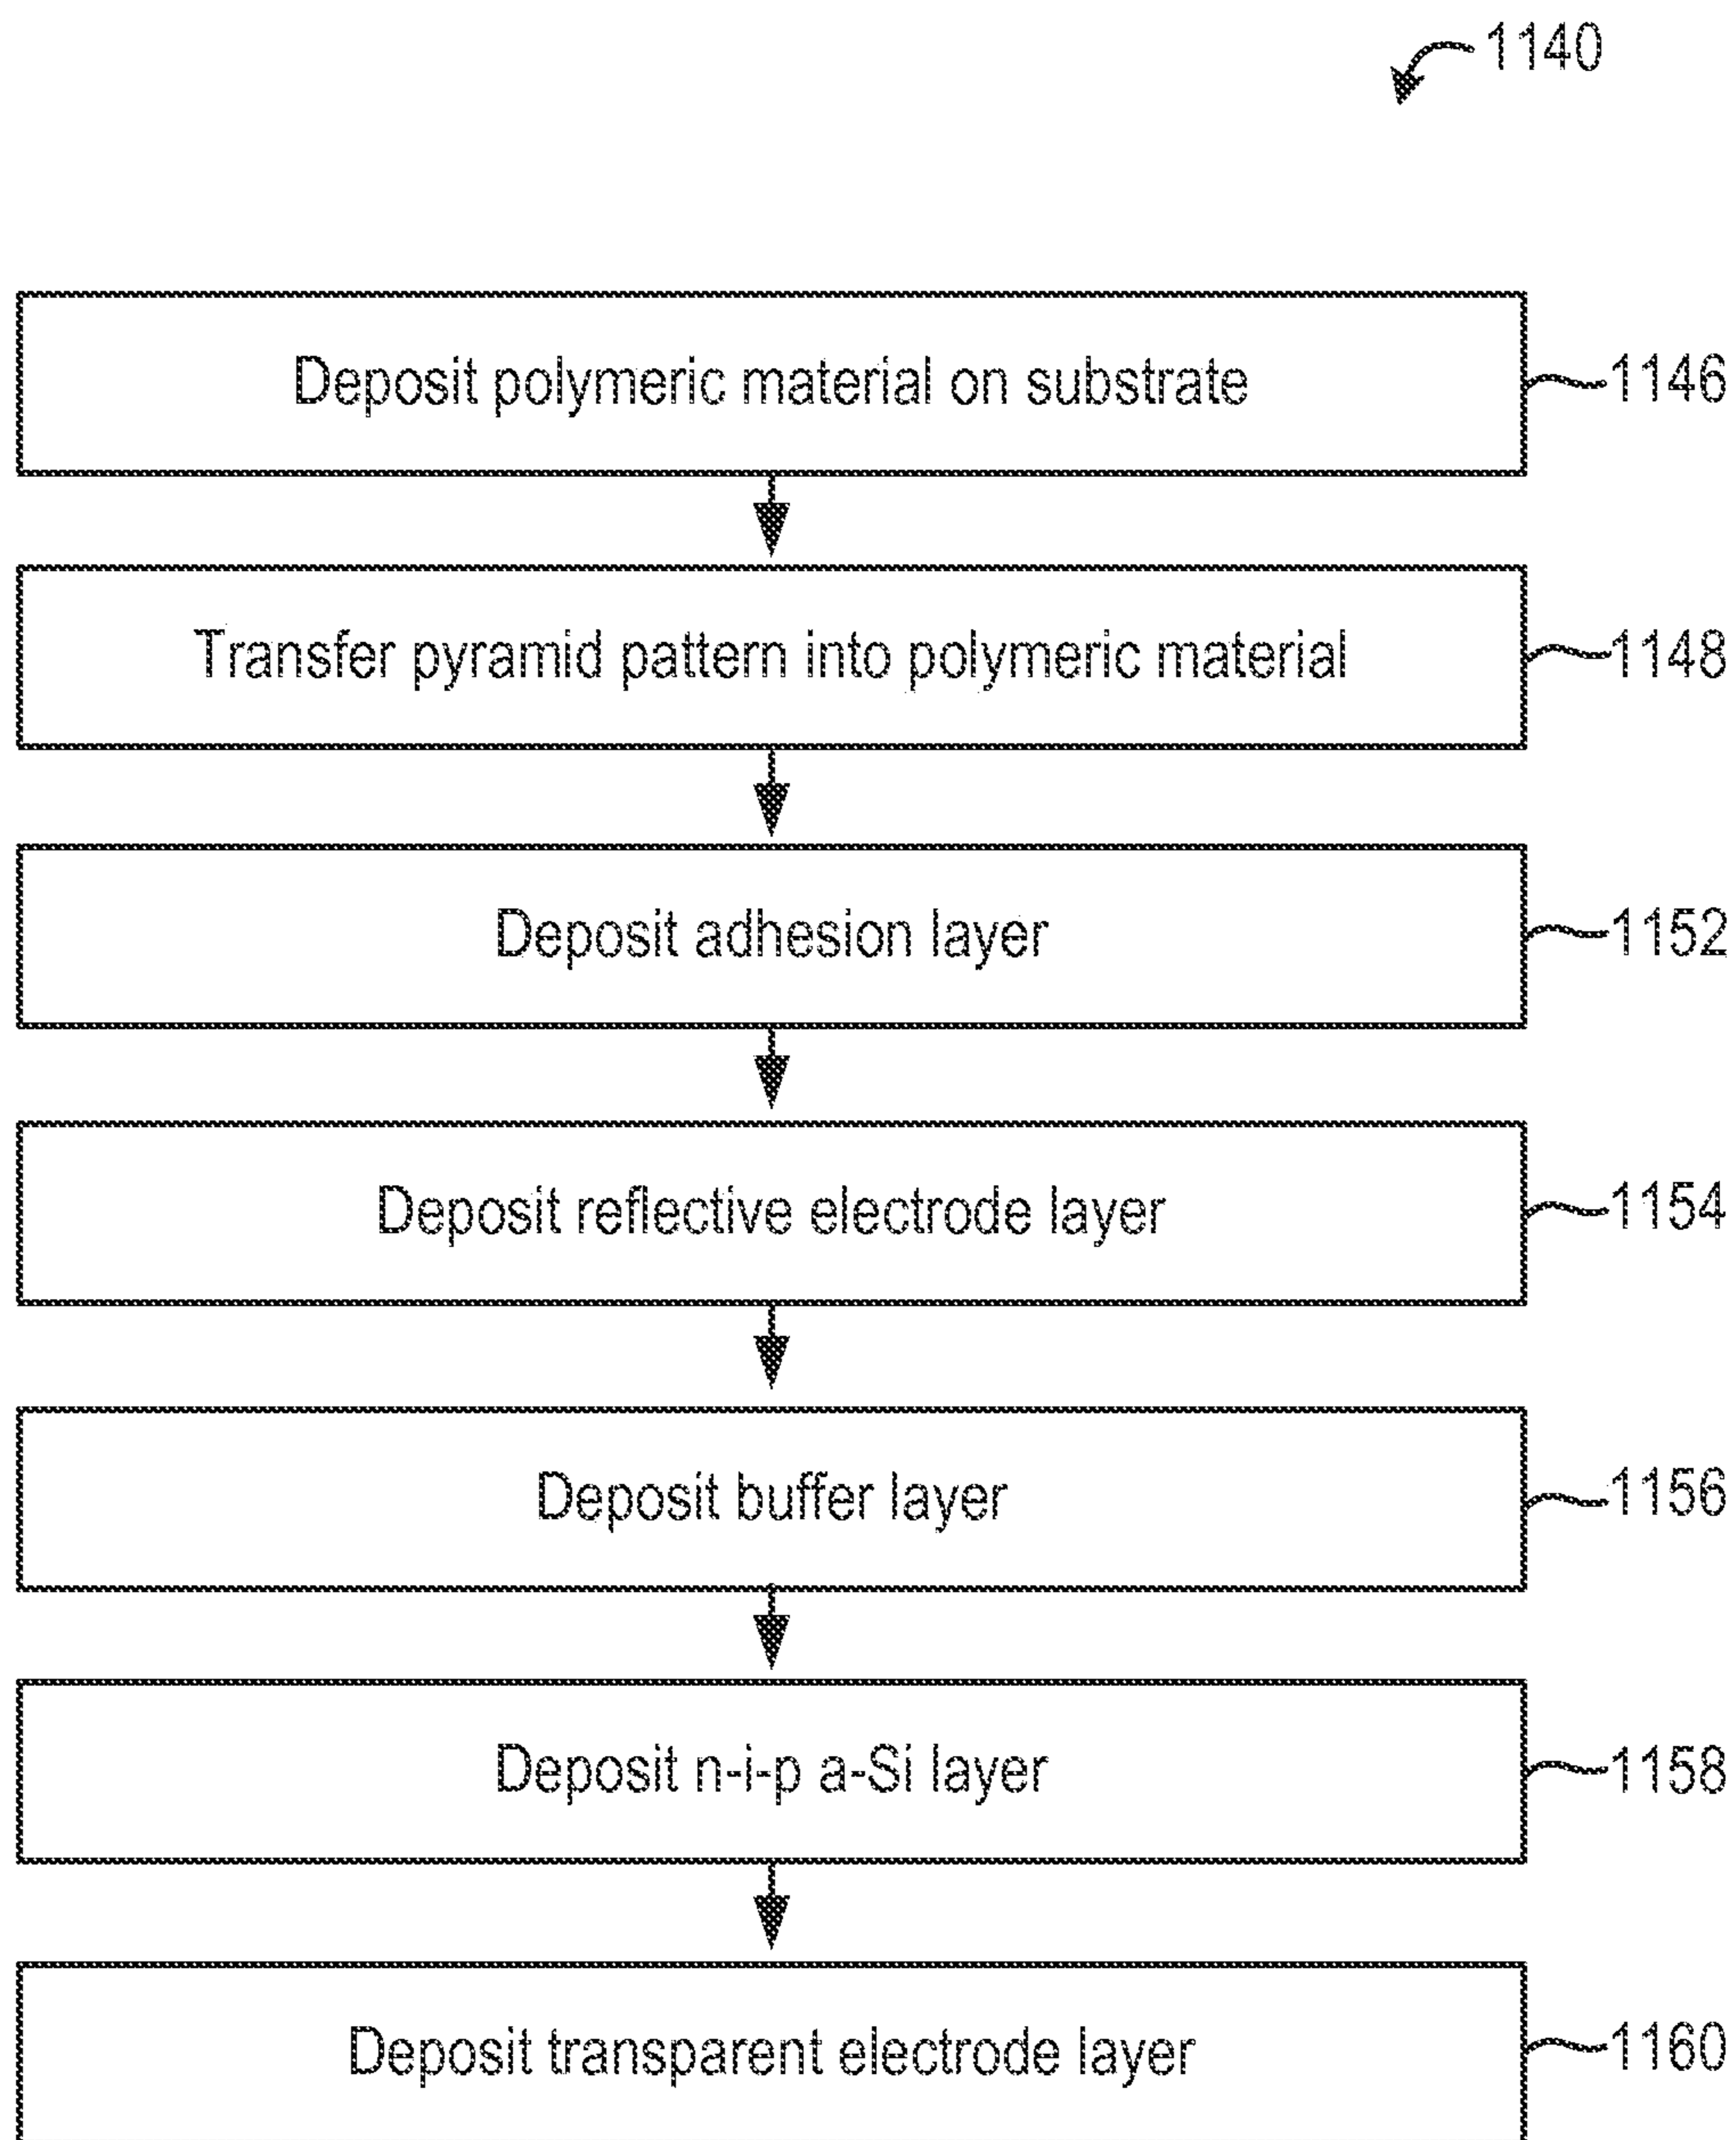 1140
Deposit polymeric material on substrate
1146
Transfer pyramid pattern into polymeric material
1148
Deposit adhesion layer
1152
Deposit reflective electrode layer
1154
Deposit buffer layer
1156
Deposit n-i-p a-Si layer
1158
Deposit transparent electrode layer
1160